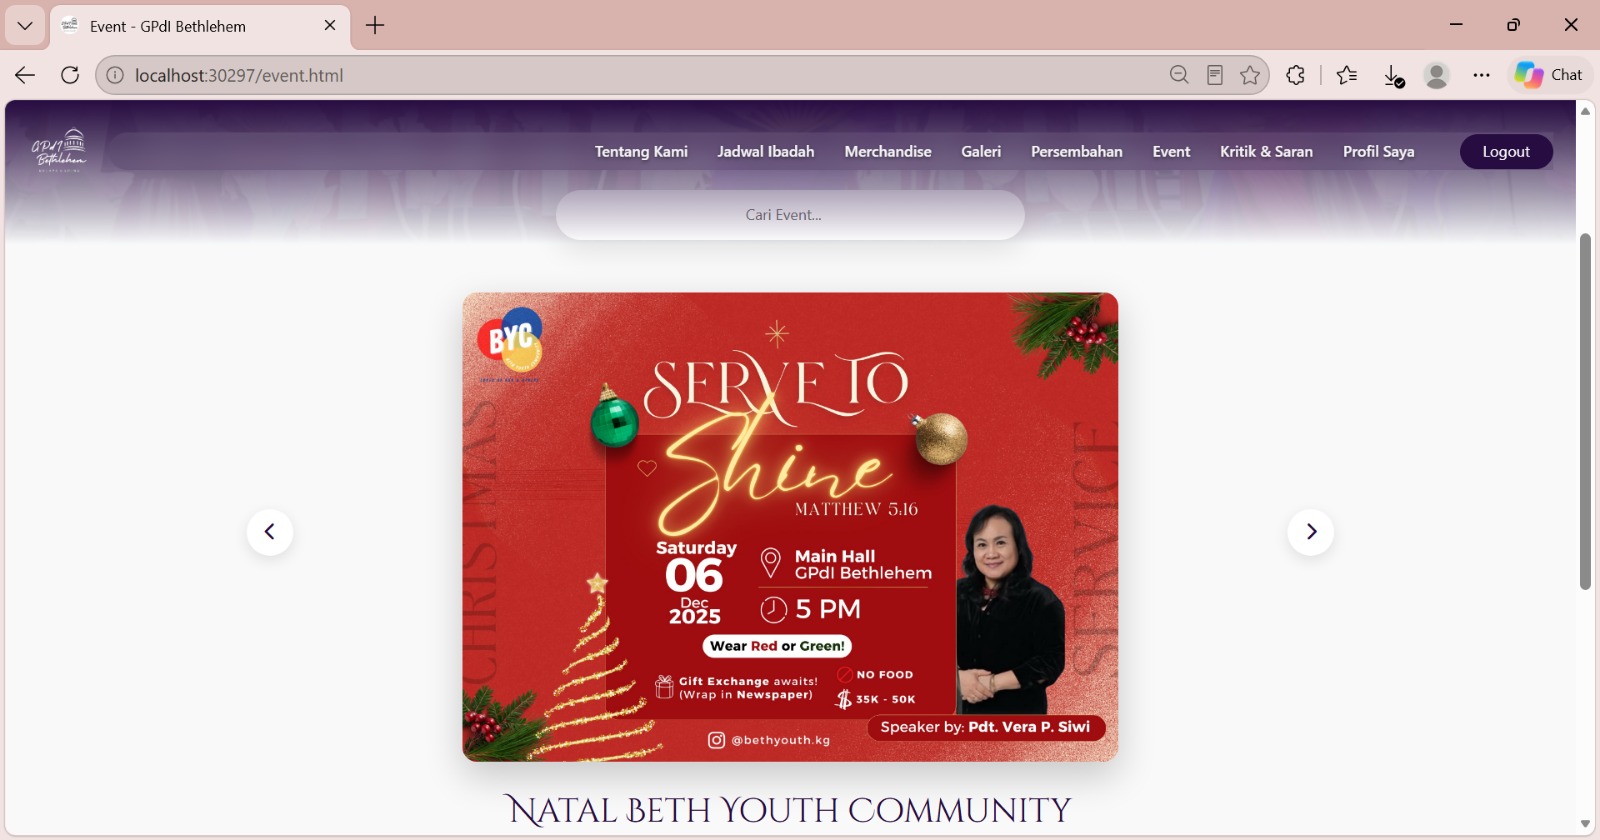 Event - GPdI Bethlehem
localhost:30297/event.html
Chat
GPdI
Bethlehem
Tentang Kami
Jadwal Ibadah
Merchandise
Galeri
Persembahan
Event
Kritik & Saran
Profil Saya
Logout
Cari Event...
BYC
SERVE TO
Shine
MATTHEW 5:16
CHRISTMAS
SERVICE
Saturday
06
Dec
2025
Main Hall
GPdI Bethlehem
5 PM
Wear Red or Green!
Gift Exchange awaits!
(Wrap in Newspaper)
NO FOOD
35K - 50K
Speaker by: Pdt. Vera P. Siwi
@bethyouth.kg
NATAL BETH YOUTH COMMUNITY